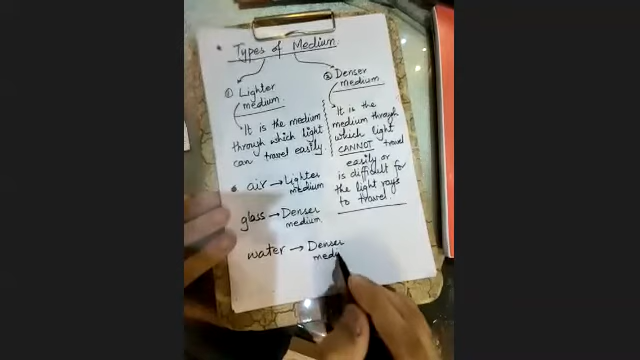 Types of Medium
① Lighter
medium
It is the medium
through which light
can travel easily.
② Denser
medium
It is the
medium through
which light
CANNOT travel
easily or
is difficult for
the light rays
to travel.
air → Lighter
medium
glass → Denser
medium
water → Denser
medi